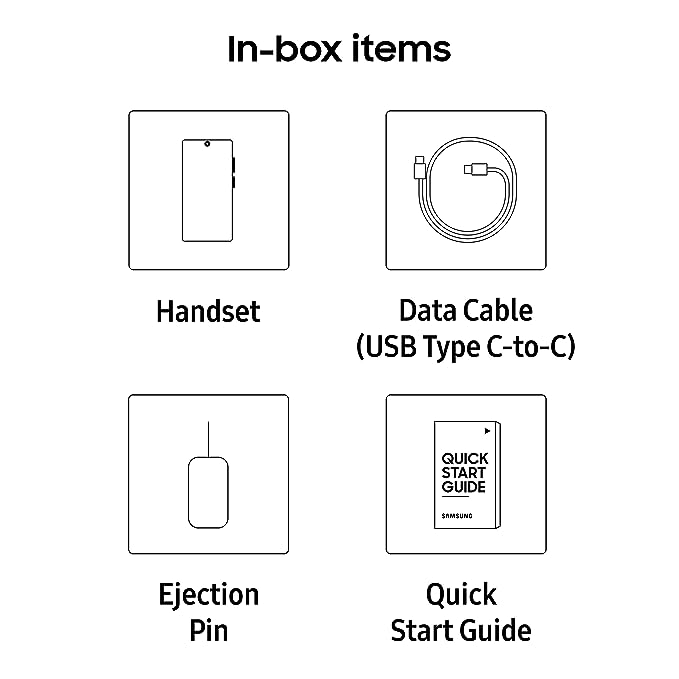 In-box items
Handset
Data Cable
(USB Type C-to-C)
QUICK
START
GUIDE
SAMSUNG
Ejection
Pin
Quick
Start Guide